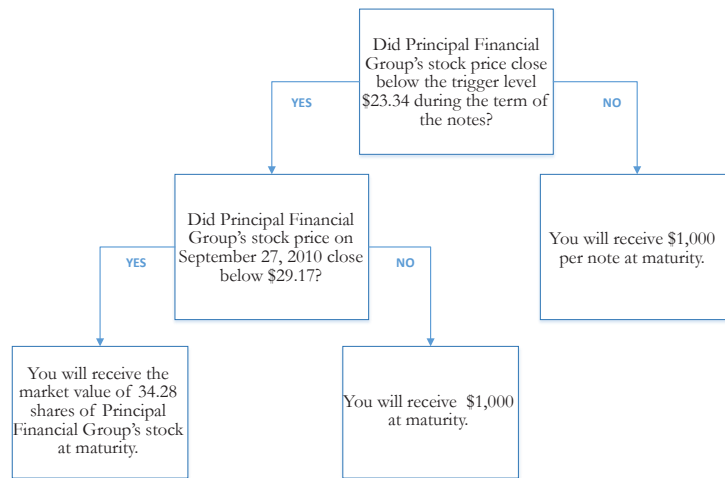 Did Principal Financial
Group's stock price close
below the trigger level
$23.34 during the term of
the notes?
YES
NO
Did Principal Financial
Group's stock price on
September 27, 2010 close
below $29.17?
You will receive $1,000
per note at maturity.
YES
NO
You will receive the
market value of 34.28
shares of Principal
Financial Group's stock
at maturity.
You will receive $1,000
at maturity.